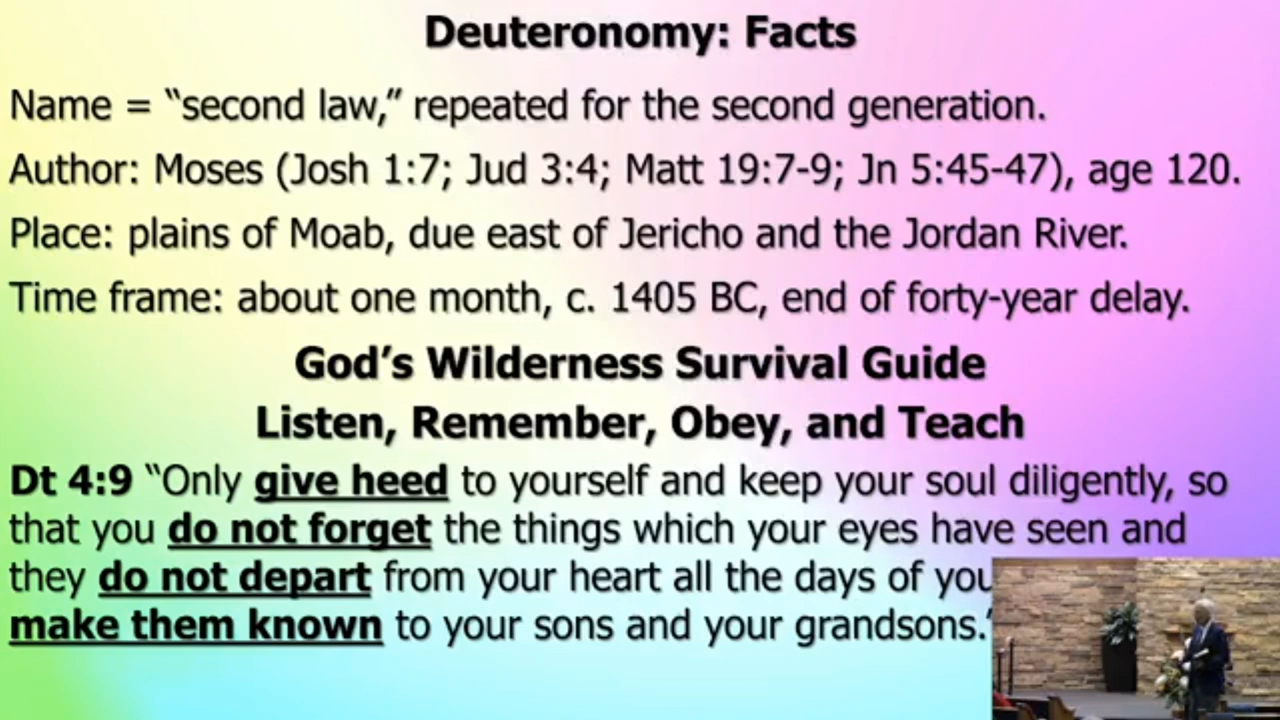 Deuteronomy: Facts
Name = “second law,” repeated for the second generation.
Author: Moses (Josh 1:7; Jud 3:4; Matt 19:7-9; Jn 5:45-47), age 120.
Place: plains of Moab, due east of Jericho and the Jordan River.
Time frame: about one month, c. 1405 BC, end of forty-year delay.
God’s Wilderness Survival Guide
Listen, Remember, Obey, and Teach
Dt 4:9 “Only give heed to yourself and keep your soul diligently, so
that you do not forget the things which your eyes have seen and
they do not depart from your heart all the days of
make them known to your sons and your grandsons.”